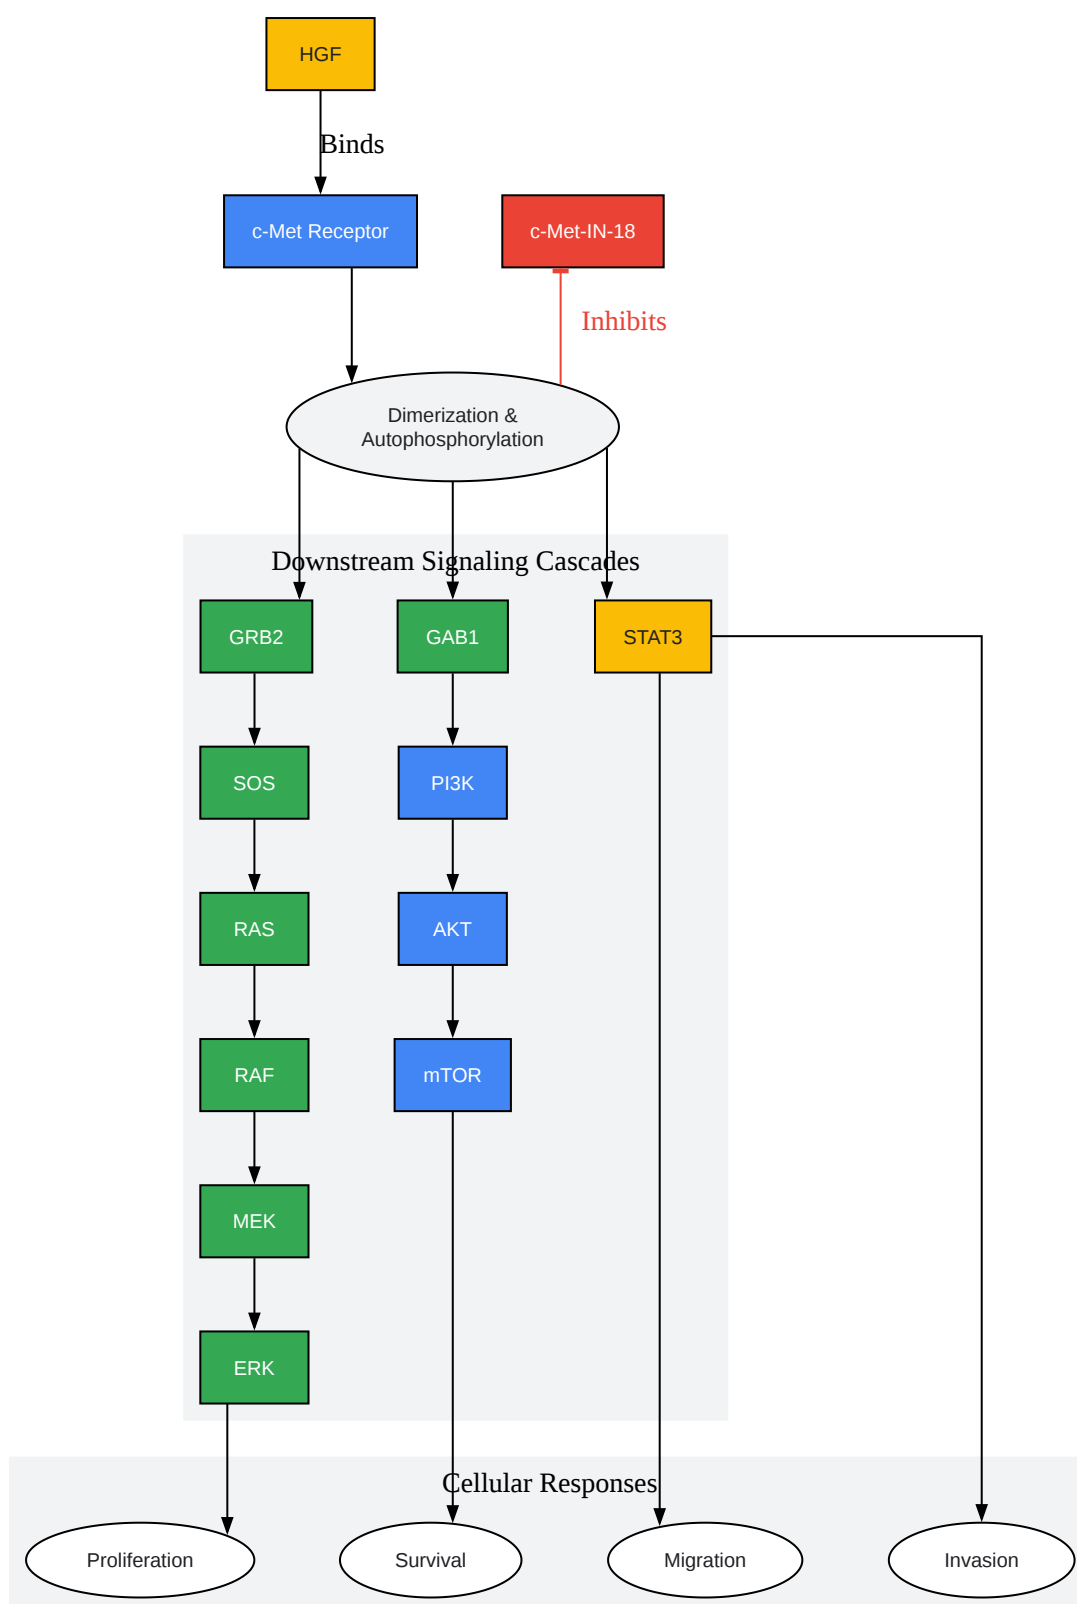 HGF
Binds
c-Met Receptor
c-Met-IN-18
Inhibits
Dimerization &
Autophosphorylation
Downstream Signaling Cascades
GRB2
GAB1
STAT3
SOS
PI3K
RAS
AKT
RAF
mTOR
MEK
ERK
Cellular Responses
Proliferation
Survival
Migration
Invasion